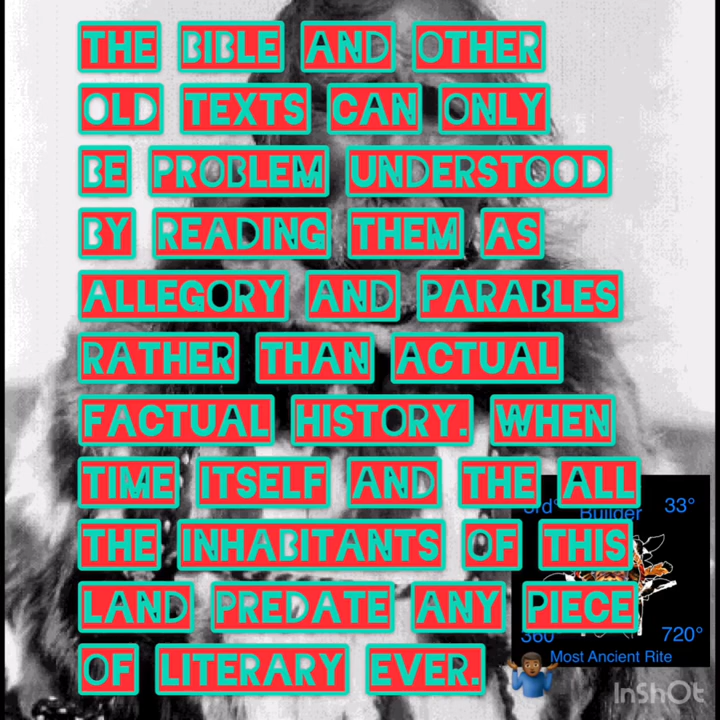 THE BIBLE AND OTHER
OLD TEXTS CAN ONLY
BE PROBLEM UNDERSTOOD
BY READING THEM AS
ALLEGORY AND PARABLES
RATHER THAN ACTUAL
FACTUAL HISTORY. WHEN
TIME ITSELF AND THE ALL
THE INHABITANTS OF THIS
LAND PREDATE ANY PIECE
OF LITERARY EVER. 🤷🏾‍♂️
3rd° Builder 33°
360 720°
Most Ancient Rite
InShOt